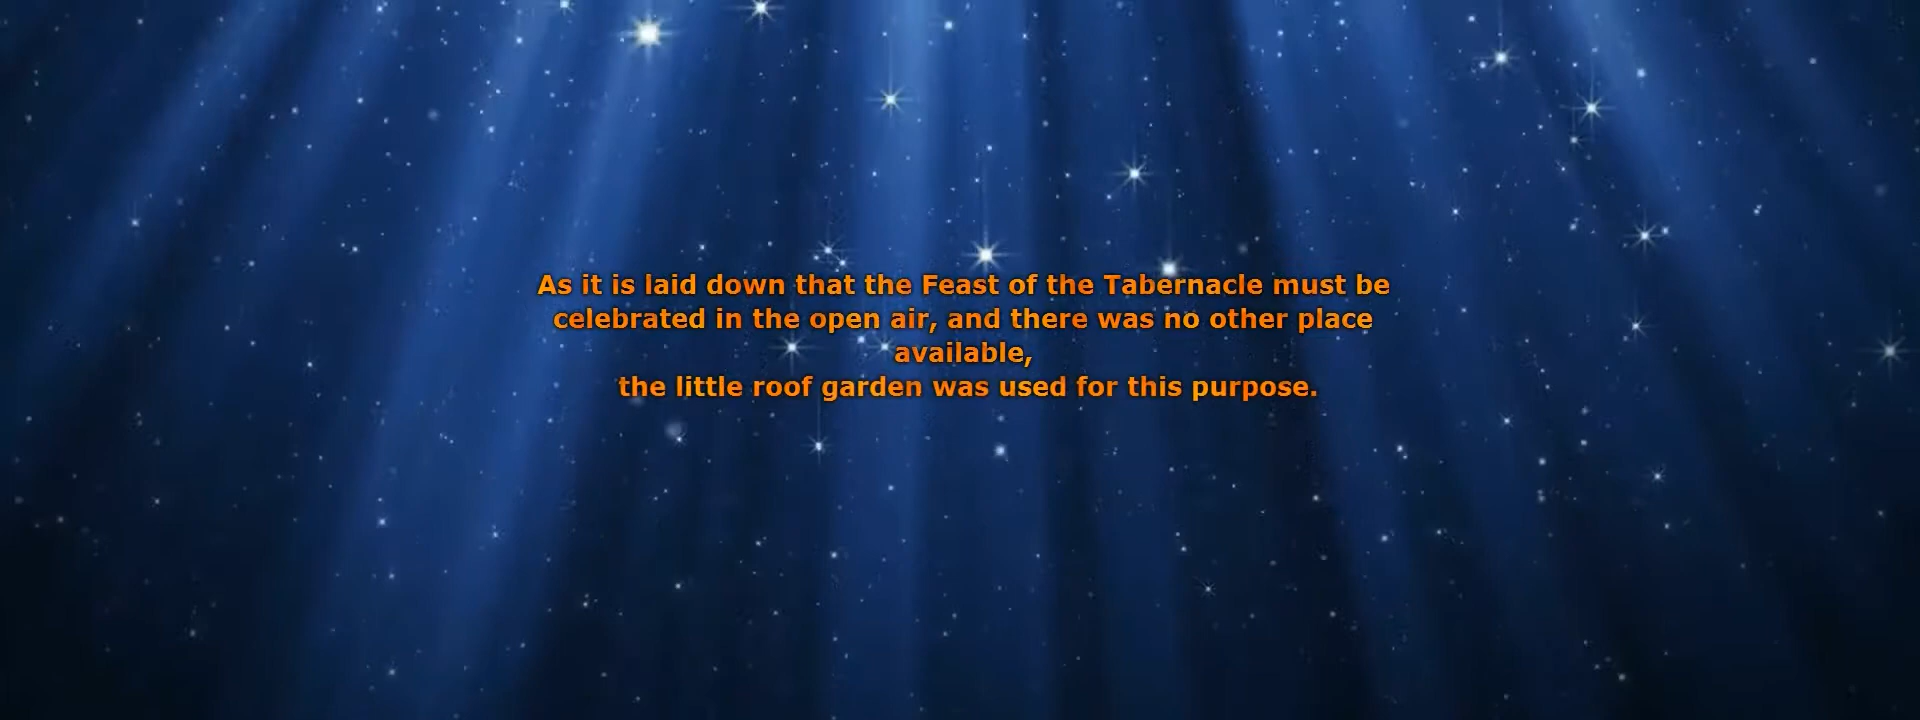 As it is laid down that the Feast of the Tabernacle must be
celebrated in the open air, and there was no other place
available,
the little roof garden was used for this purpose.